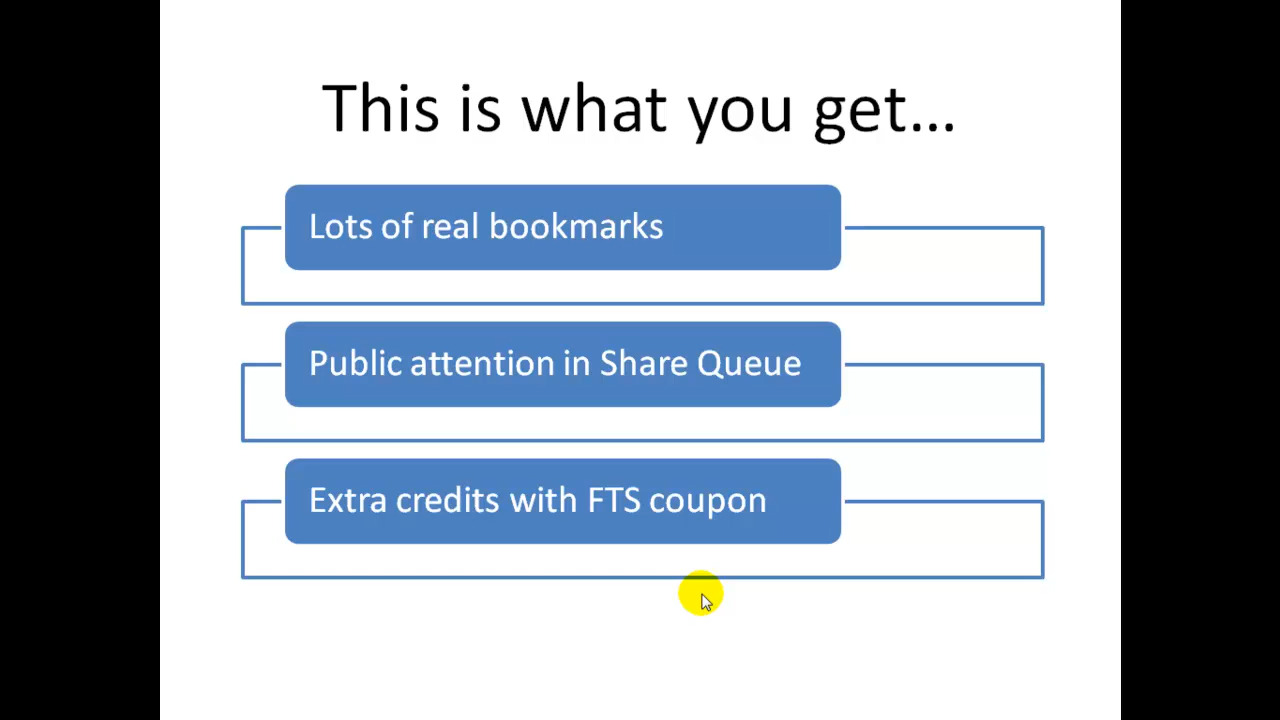 This is what you get...
Lots of real bookmarks
Public attention in Share Queue
Extra credits with FTS coupon